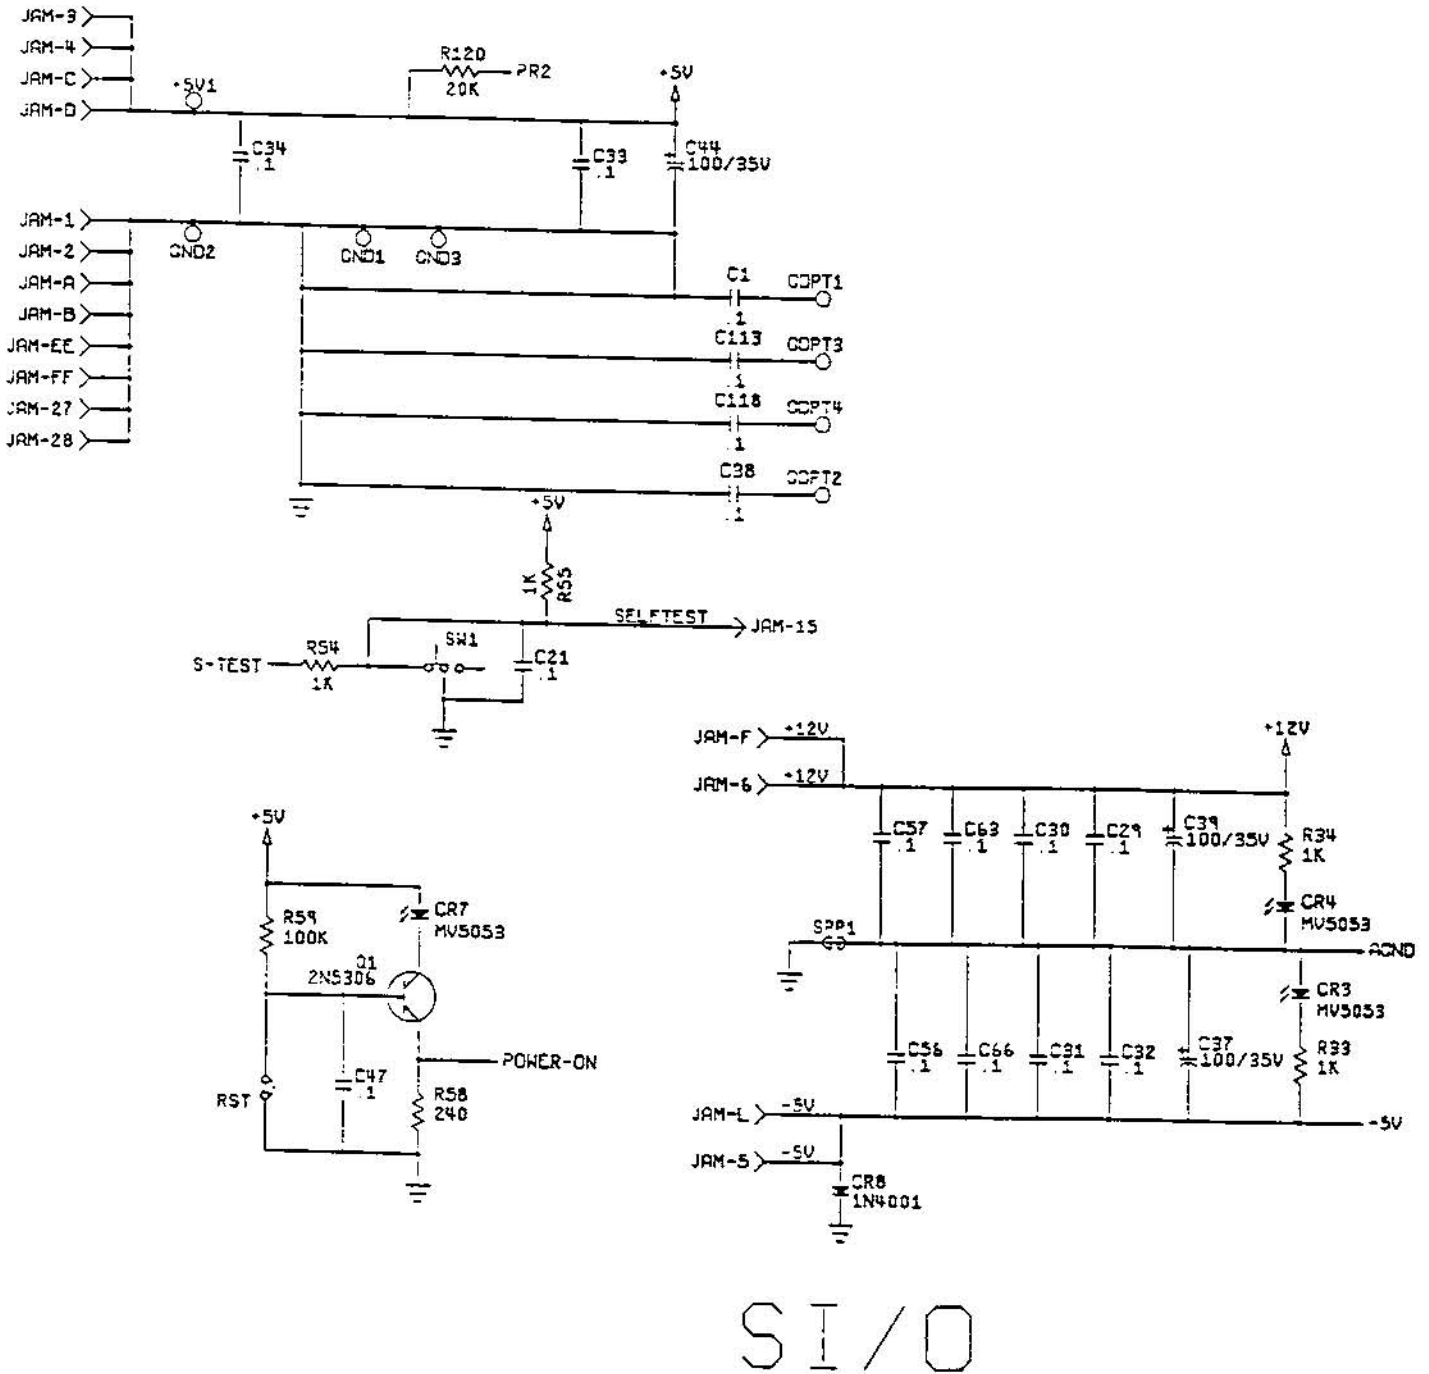 JAM-3
JAM-4
JAM-C
JAM-D
+5V1
R120
20K
PR2
+5V
C34
.1
C33
.1
C44
100/35V
JAM-1
JAM-2
JAM-A
JAM-B
JAM-EE
JAM-FF
JAM-27
JAM-28
GND2
GND1
GND3
C1
.1
GDPT1
C113
.1
GDPT3
C118
.1
GDPT4
C38
.1
GDPT2
+5V
1K
R55
SELFTEST
JAM-15
S-TEST
R54
1K
SW1
C21
.1
JAM-F
+12V
JAM-6
+12V
+12V
C57
.1
C63
.1
C30
.1
C29
.1
C39
100/35V
R34
1K
CR4
MV5053
SPP1
AGND
CR3
MV5053
C56
.1
C66
.1
C31
.1
C32
.1
C37
100/35V
R33
1K
JAM-L
-5V
-5V
JAM-5
-5V
CR8
1N4001
+5V
R59
100K
CR7
MV5053
Q1
2N5306
POWER-ON
RST
C47
.1
R58
240
SI/O